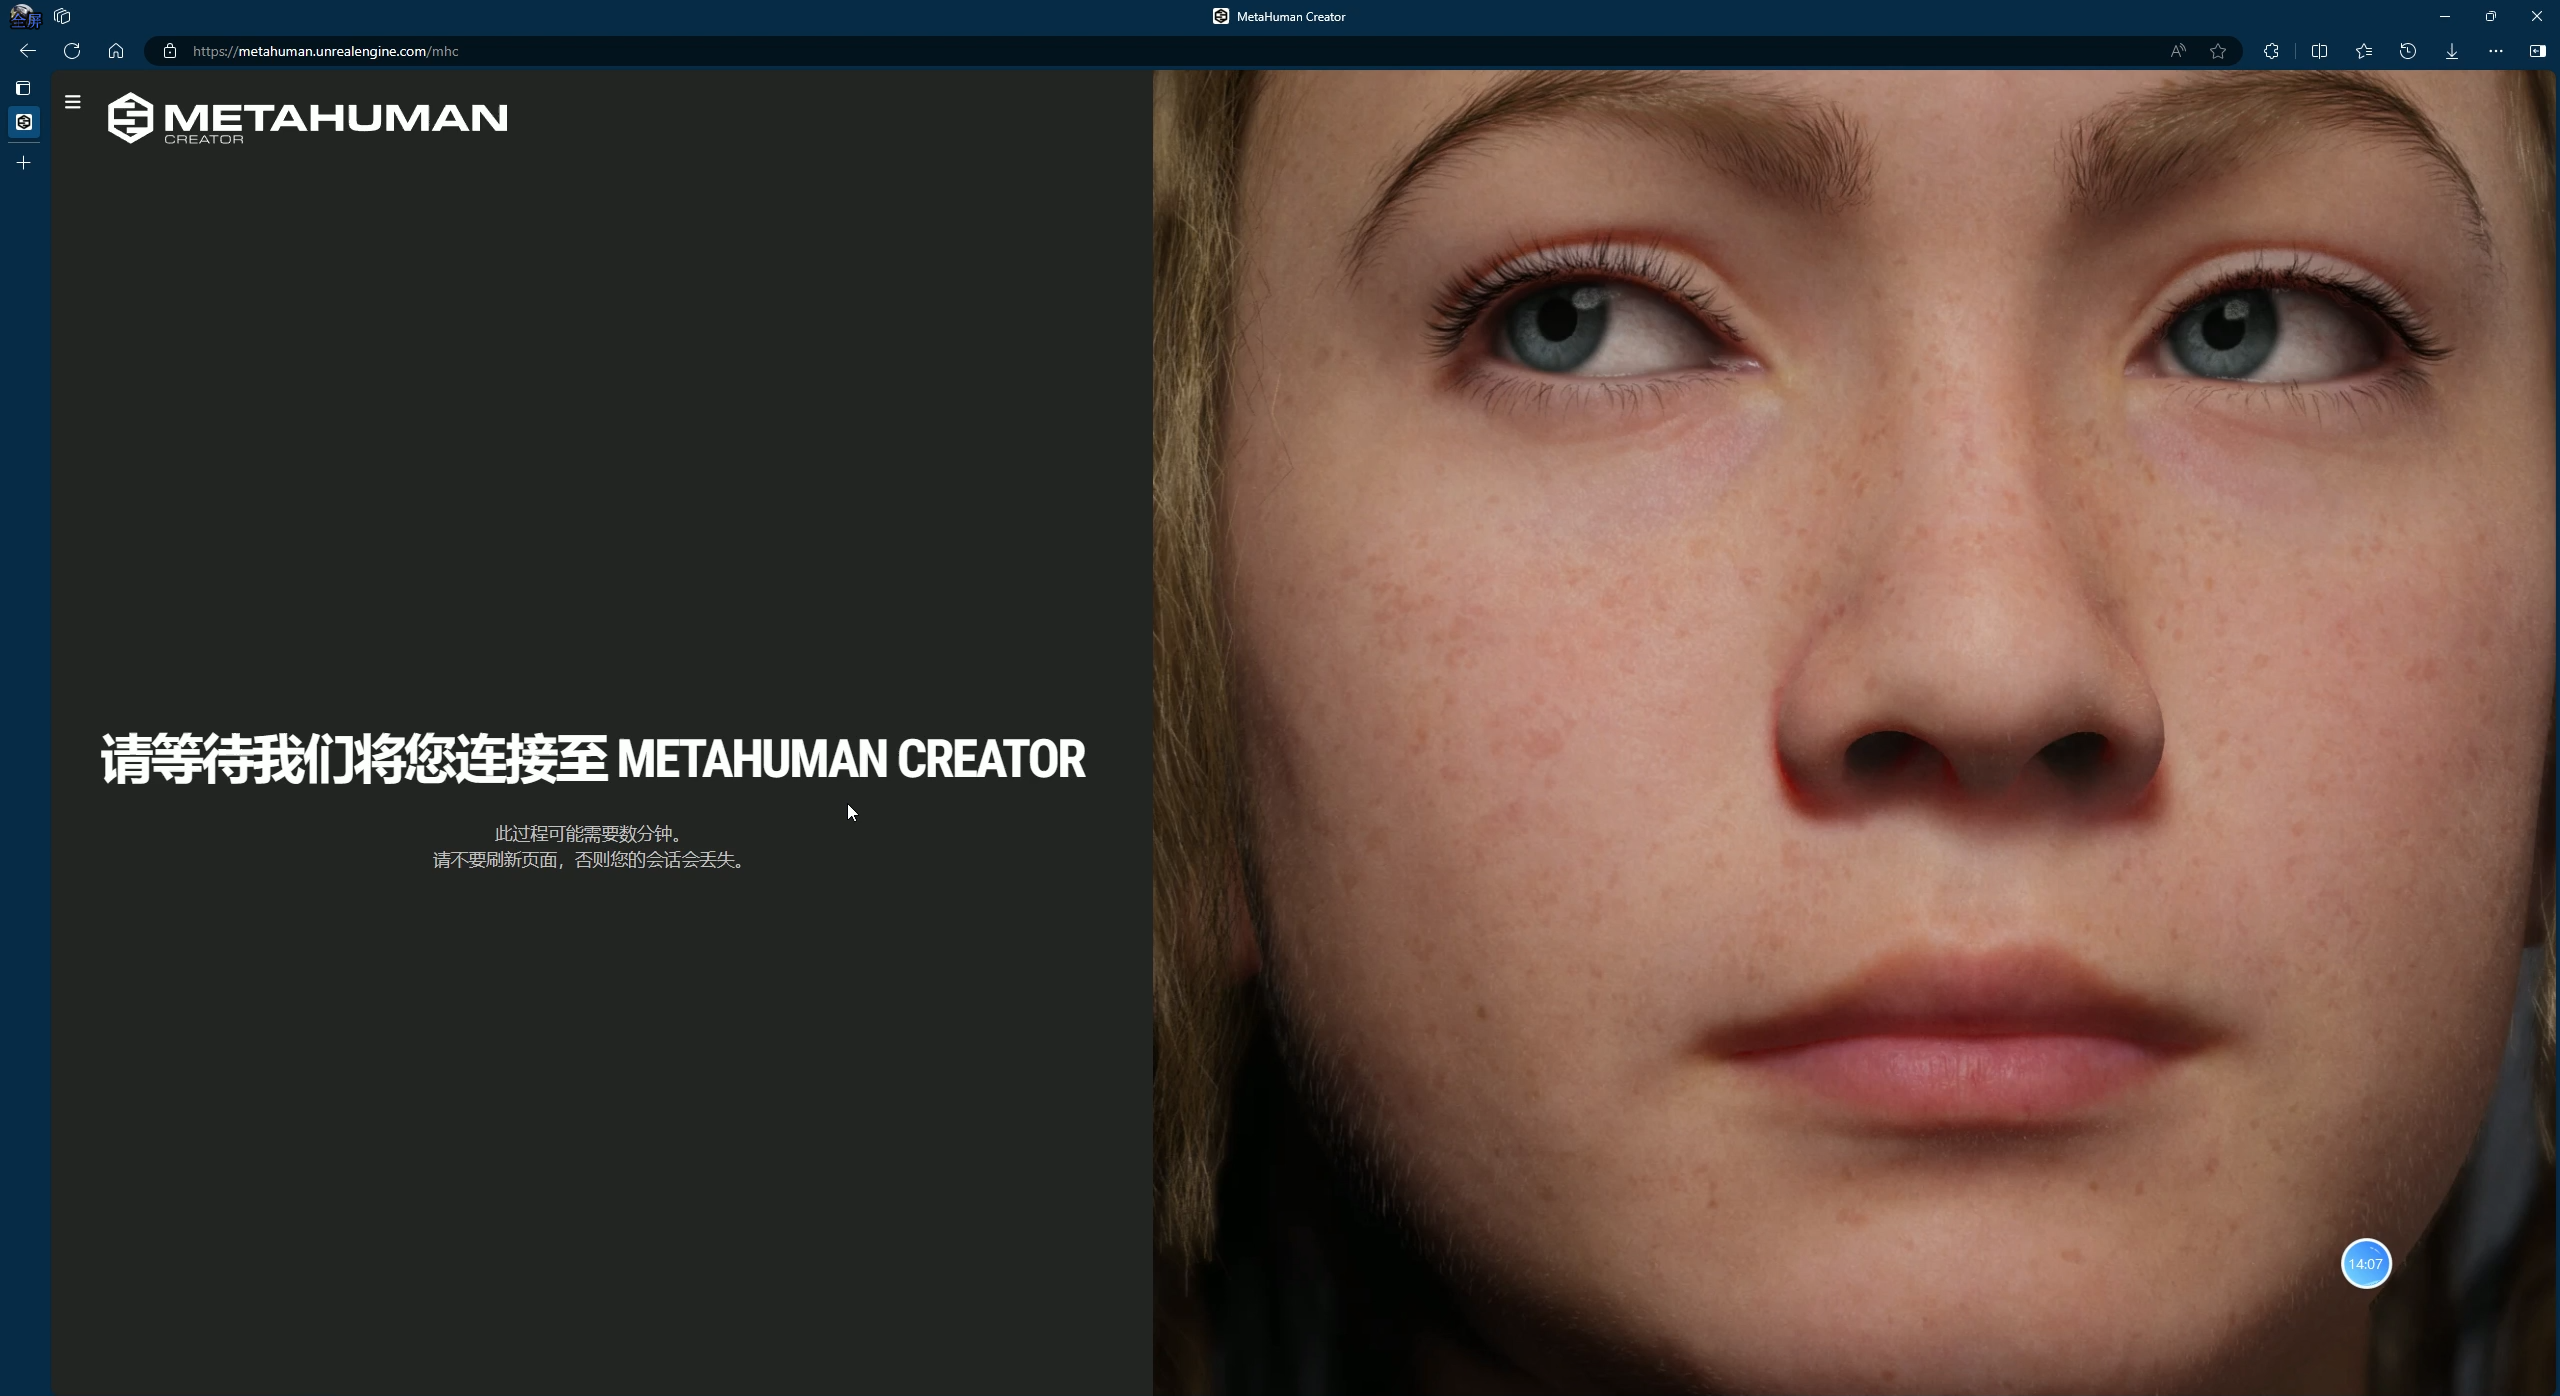 全屏
MetaHuman Creator
https://metahuman.unrealengine.com/mhc
METAHUMAN
CREATOR
请等待我们将您连接至 METAHUMAN CREATOR
此过程可能需要数分钟。
请不要刷新页面，否则您的会话会丢失。
14:07